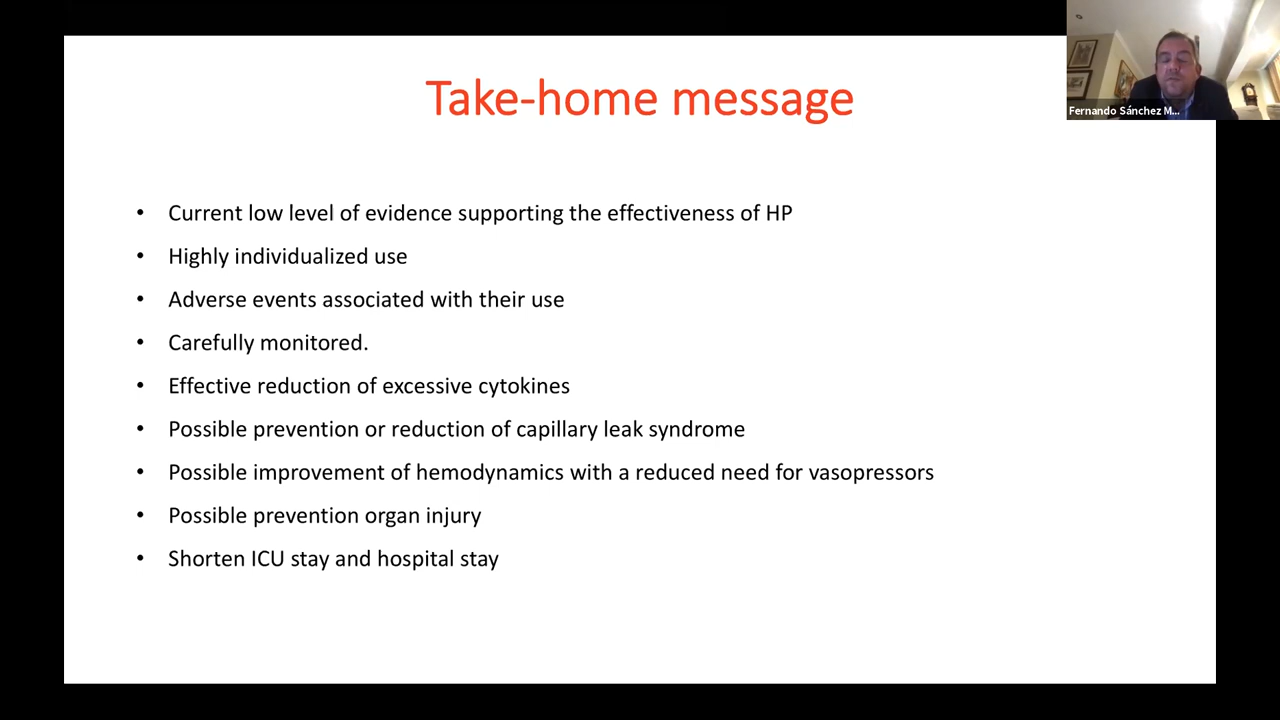 Take-home message
Fernando Sánchez M...
• Current low level of evidence supporting the effectiveness of HP
• Highly individualized use
• Adverse events associated with their use
• Carefully monitored.
• Effective reduction of excessive cytokines
• Possible prevention or reduction of capillary leak syndrome
• Possible improvement of hemodynamics with a reduced need for vasopressors
• Possible prevention organ injury
• Shorten ICU stay and hospital stay